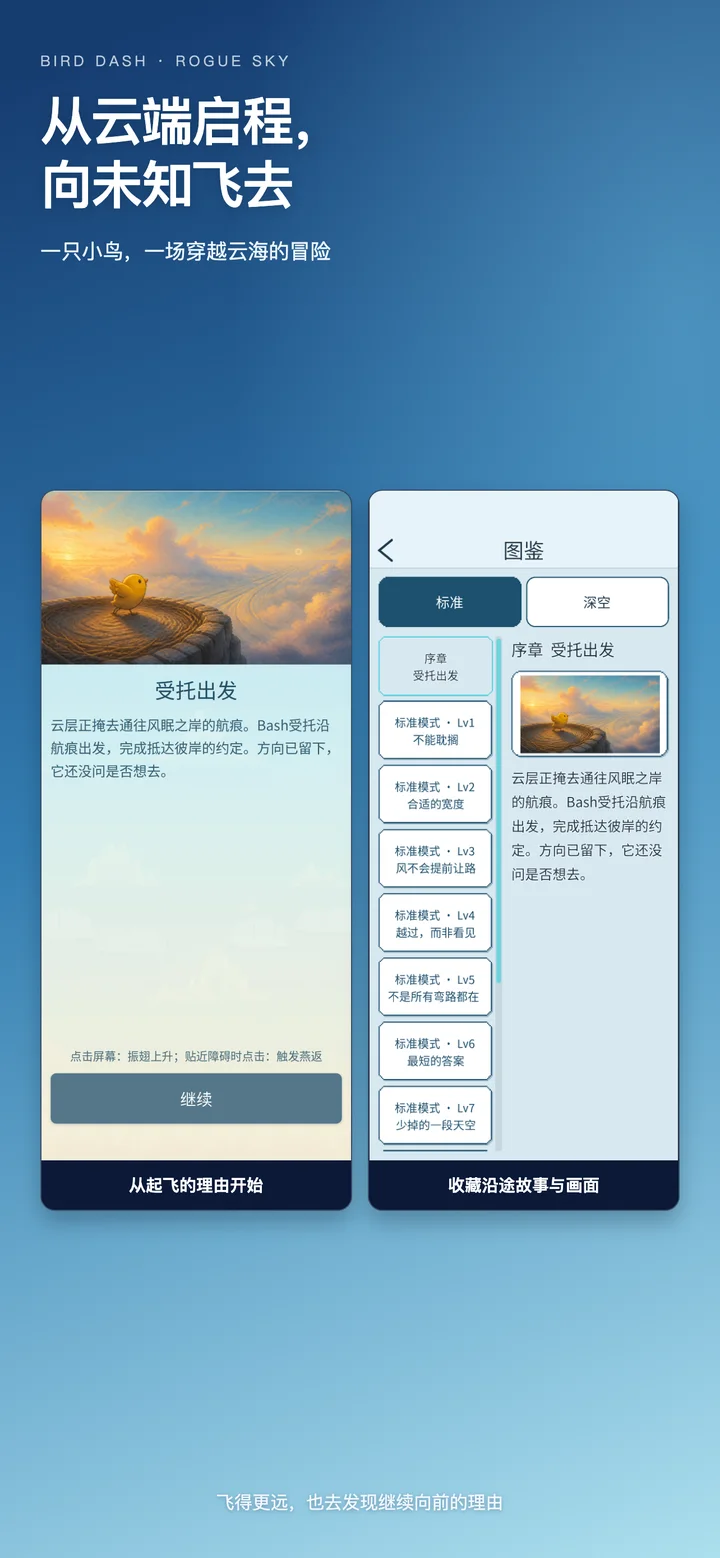 BIRD DASH · ROGUE SKY
从云端启程，
向未知飞去
一只小鸟，一场穿越云海的冒险
受托出发
云层正掩去通往风眠之岸的航痕。Bash受托沿
航痕出发，完成抵达彼岸的约定。方向已留下，
它还没问是否想去。
点击屏幕：振翅上升；贴近障碍时点击：触发燕返
继续
从起飞的理由开始
图鉴
标准
深空
序章
受托出发
标准模式 · Lv1
不能耽搁
标准模式 · Lv2
合适的宽度
标准模式 · Lv3
风不会提前让路
标准模式 · Lv4
越过，而非看见
标准模式 · Lv5
不是所有弯路都在
标准模式 · Lv6
最短的答案
标准模式 · Lv7
少掉的一段天空
序章 受托出发
云层正掩去通往风眠之岸
的航痕。Bash受托沿航痕
出发，完成抵达彼岸的约
定。方向已留下，它还没
问是否想去。
收藏沿途故事与画面
飞得更远，也去发现继续向前的理由